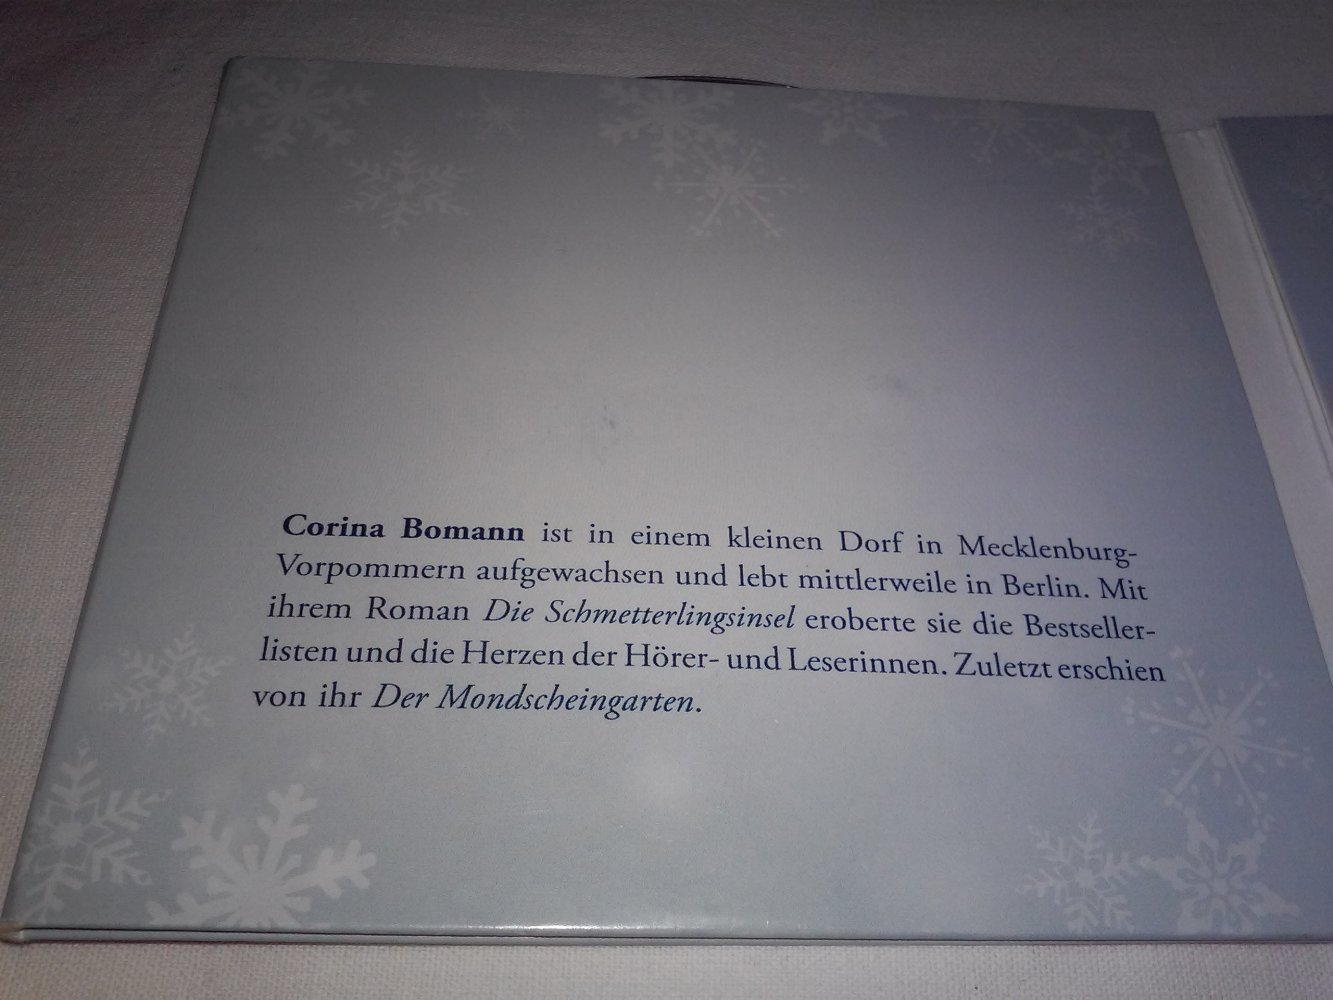 Corina Bomann ist in einem kleinen Dorf in Mecklenburg-
Vorpommern aufgewachsen und lebt mittlerweile in Berlin. Mit
ihrem Roman Die Schmetterlingsinsel eroberte sie die Bestseller-
listen und die Herzen der Hörer- und Leserinnen. Zuletzt erschien
von ihr Der Mondscheingarten.